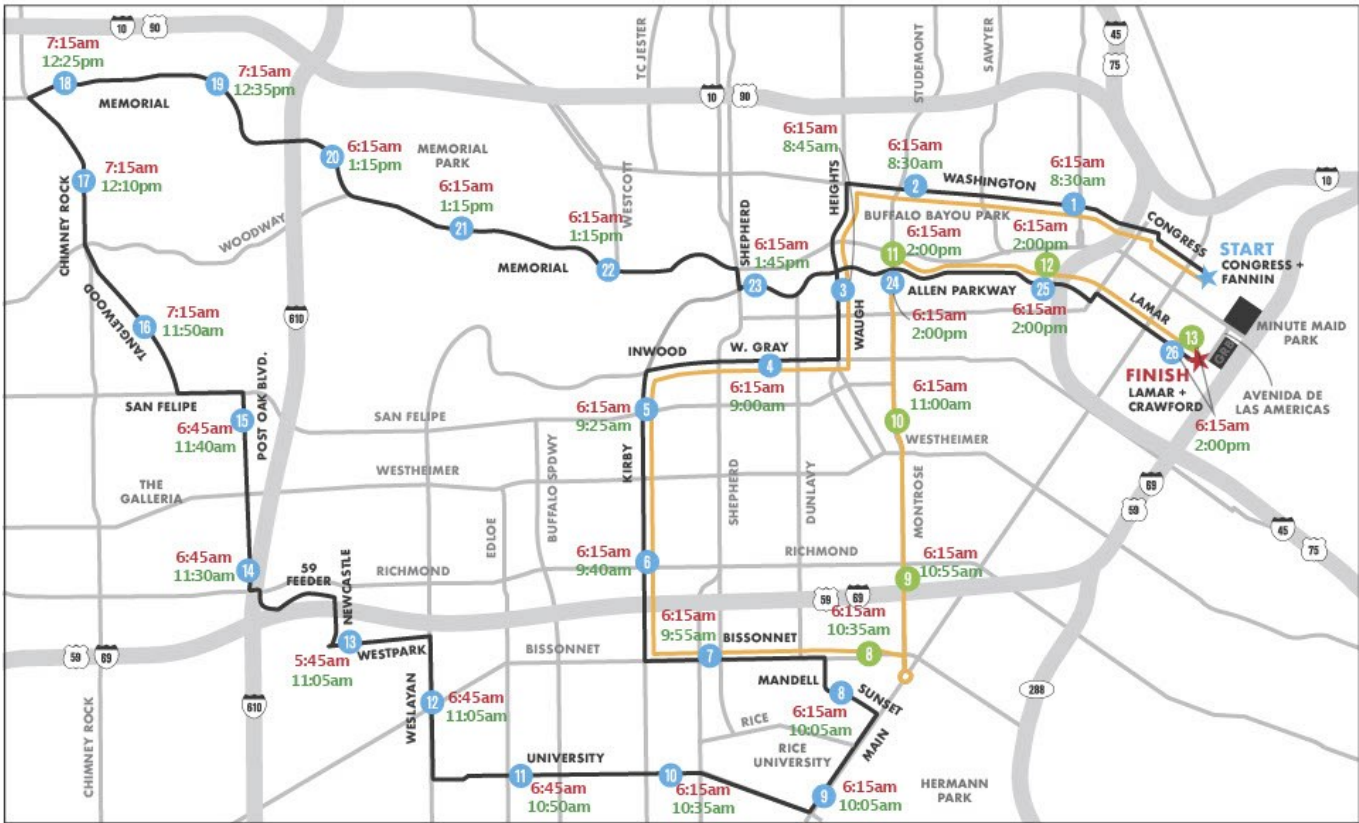 10
90
45
75
7:15am
12:25pm
18
MEMORIAL
19
7:15am
12:35pm
TC JESTER
10
90
STUDEMONT
SAWYER
20
6:15am
1:15pm
MEMORIAL
PARK
6:15am
8:45am
6:15am
8:30am
2
WASHINGTON
6:15am
8:30am
1
10
17
7:15am
12:10pm
CHIMNEY ROCK
WOODWAY
6:15am
1:15pm
21
WESTCOTT
6:15am
1:15pm
22
MEMORIAL
SHEPHERD
6:15am
1:45pm
23
HEIGHTS
BUFFALO BAYOU PARK
6:15am
2:00pm
11
6:15am
2:00pm
12
CONGRESS
START
CONGRESS +
FANNIN
TANGLEWOOD
16
7:15am
11:50am
610
3
WAUGH
24
ALLEN PARKWAY
25
6:15am
2:00pm
6:15am
2:00pm
LAMAR
13
26
GRB
MINUTE MAID
PARK
FINISH
LAMAR +
CRAWFORD
AVENIDA DE
LAS AMERICAS
6:15am
2:00pm
INWOOD
W. GRAY
4
6:15am
9:00am
POST OAK BLVD.
SAN FELIPE
15
6:45am
11:40am
SAN FELIPE
6:15am
9:25am
5
6:15am
11:00am
10
WESTHEIMER
THE
GALLERIA
WESTHEIMER
BUFFALO SPDWY
EDLOE
KIRBY
SHEPHERD
DUNLAVY
MONTROSE
69
59
45
75
6:45am
11:30am
14
59
FEEDER
NEWCASTLE
RICHMOND
6:15am
9:40am
6
RICHMOND
6:15am
10:55am
9
59
69
59
69
13
5:45am
11:05am
WESTPARK
BISSONNET
6:15am
9:55am
7
BISSONNET
6:15am
10:35am
8
CHIMNEY ROCK
610
WESLAYAN
12
6:45am
11:05am
MANDELL
8
SUNSET
6:15am
10:05am
288
RICE
RICE
UNIVERSITY
MAIN
UNIVERSITY
11
6:45am
10:50am
10
6:15am
10:35am
9
6:15am
10:05am
HERMANN
PARK